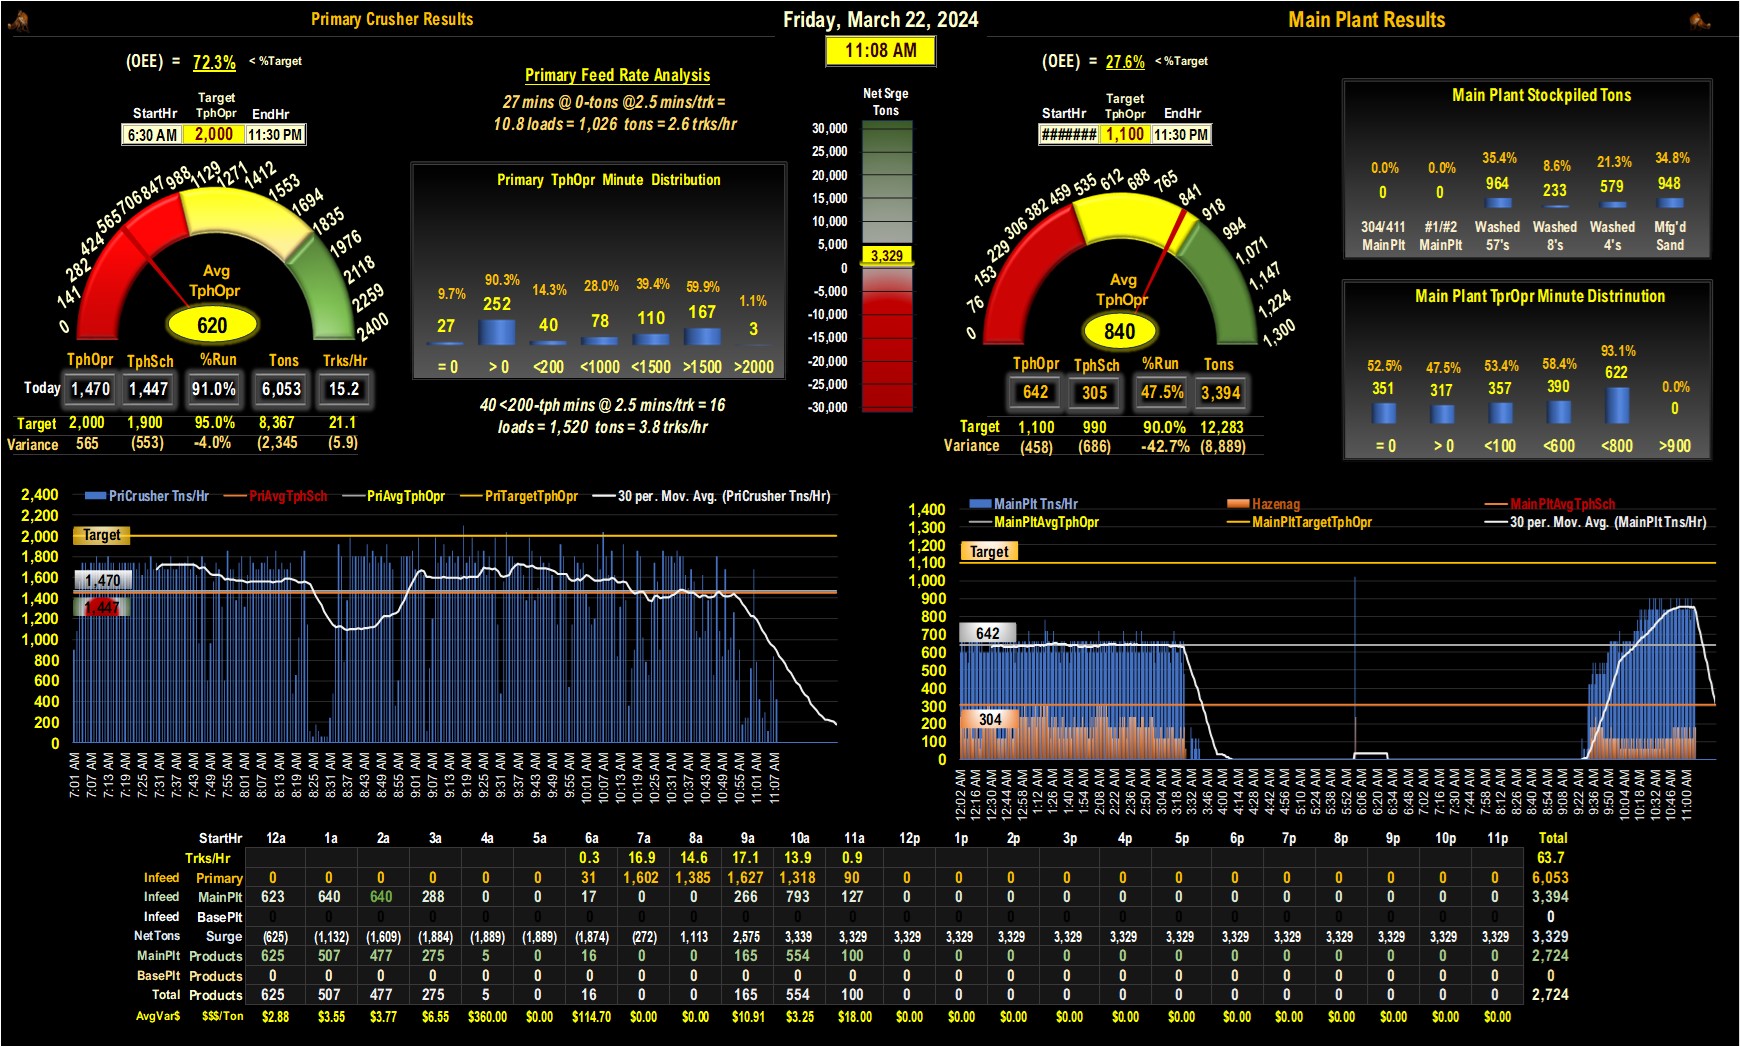 Primary Crusher Results
Friday, March 22, 2024
Main Plant Results
11:08 AM
(OEE) = 72.3% < %Target
StartHr Target TphOpr EndHr
6:30 AM 2,000 11:30 PM
0 141 282 424 565 706 847 988 1129 1271 1412 1553 1694 1835 1976 2118 2259 2400
Avg
TphOpr
620
TphOpr TphSch %Run Tons Trks/Hr
Today 1,470 1,447 91.0% 6,053 15.2
Target 2,000 1,900 95.0% 8,367 21.1
Variance 565 (553) -4.0% (2,345 (5.9)
Primary Feed Rate Analysis
27 mins @ 0-tons @2.5 mins/trk =
10.8 loads = 1,026 tons = 2.6 trks/hr
Primary TphOpr Minute Distribution
9.7% 90.3% 14.3% 28.0% 39.4% 59.9% 1.1%
27 252 40 78 110 167 3
= 0 > 0 <200 <1000 <1500 >1500 >2000
40 <200-tph mins @ 2.5 mins/trk = 16
loads = 1,520 tons = 3.8 trks/hr
Net Srge
Tons
30,000
25,000
20,000
15,000
10,000
5,000
3,329
0
-5,000
-10,000
-15,000
-20,000
-25,000
-30,000
(OEE) = 27.6% < %Target
StartHr Target TphOpr EndHr
####### 1,100 11:30 PM
0 76 153 229 306 382 459 535 612 688 765 841 918 994 1,071 1,147 1,224 1,300
Avg
TphOpr
840
TphOpr TphSch %Run Tons
642 305 47.5% 3,394
Target 1,100 990 90.0% 12,283
Variance (458) (686) -42.7% (8,889)
Main Plant Stockpiled Tons
0.0% 0.0% 35.4% 8.6% 21.3% 34.8%
0 0 964 233 579 948
304/411 #1/#2 Washed Washed Washed Mfg'd
MainPlt MainPlt 57's 8's 4's Sand
Main Plant TprOpr Minute Distrinution
52.5% 47.5% 53.4% 58.4% 93.1% 0.0%
351 317 357 390 622 0
= 0 > 0 <100 <600 <800 >900
PriCrusher Tns/Hr PriAvgTphSch PriAvgTphOpr PriTargetTphOpr 30 per. Mov. Avg. (PriCrusher Tns/Hr)
2,400
2,200
2,000
1,800
1,600
1,400
1,200
1,000
800
600
400
200
0
Target
1,470
1,447
7:01 AM 7:07 AM 7:13 AM 7:19 AM 7:25 AM 7:31 AM 7:37 AM 7:43 AM 7:49 AM 7:55 AM 8:01 AM 8:07 AM 8:13 AM 8:19 AM 8:25 AM 8:31 AM 8:37 AM 8:43 AM 8:49 AM 8:55 AM 9:01 AM 9:07 AM 9:13 AM 9:19 AM 9:25 AM 9:31 AM 9:37 AM 9:43 AM 9:49 AM 9:55 AM 10:01 AM 10:07 AM 10:13 AM 10:19 AM 10:25 AM 10:31 AM 10:37 AM 10:43 AM 10:49 AM 10:55 AM 11:01 AM 11:07 AM
MainPlt Tns/Hr Hazenag MainPltAvgTphSch
MainPltAvgTphOpr MainPltTargetTphOpr 30 per. Mov. Avg. (MainPlt Tns/Hr)
1,400
1,300
1,200
1,100
1,000
900
800
700
600
500
400
300
200
100
0
Target
642
304
12:02 AM 12:16 AM 12:30 AM 12:44 AM 12:58 AM 1:12 AM 1:26 AM 1:40 AM 1:54 AM 2:08 AM 2:22 AM 2:36 AM 2:50 AM 3:04 AM 3:18 AM 3:32 AM 3:46 AM 4:00 AM 4:14 AM 4:28 AM 4:42 AM 4:56 AM 5:10 AM 5:24 AM 5:38 AM 5:52 AM 6:06 AM 6:20 AM 6:34 AM 6:48 AM 7:02 AM 7:16 AM 7:30 AM 7:44 AM 7:58 AM 8:12 AM 8:26 AM 8:40 AM 8:54 AM 9:08 AM 9:22 AM 9:36 AM 9:50 AM 10:04 AM 10:18 AM 10:32 AM 10:46 AM 11:00 AM
StartHr 12a 1a 2a 3a 4a 5a 6a 7a 8a 9a 10a 11a 12p 1p 2p 3p 4p 5p 6p 7p 8p 9p 10p 11p Total
Trks/Hr 0.3 16.9 14.6 17.1 13.9 0.9 63.7
Infeed Primary 0 0 0 0 0 0 31 1,602 1,385 1,627 1,318 90 0 0 0 0 0 0 0 0 0 0 0 0 6,053
Infeed MainPlt 623 640 640 288 0 0 17 0 0 266 793 127 0 0 0 0 0 0 0 0 0 0 0 0 3,394
Infeed BasePlt 0 0 0 0 0 0 0 0 0 0 0 0 0 0 0 0 0 0 0 0 0 0 0 0 0
NetTons Surge (625) (1,132) (1,609) (1,884) (1,889) (1,889) (1,874) (272) 1,113 2,575 3,339 3,329 3,329 3,329 3,329 3,329 3,329 3,329 3,329 3,329 3,329 3,329 3,329 3,329 3,329
MainPlt Products 625 507 477 275 5 0 16 0 0 165 554 100 0 0 0 0 0 0 0 0 0 0 0 0 2,724
BasePlt Products 0 0 0 0 0 0 0 0 0 0 0 0 0 0 0 0 0 0 0 0 0 0 0 0 0
Total Products 625 507 477 275 5 0 16 0 0 165 554 100 0 0 0 0 0 0 0 0 0 0 0 0 2,724
AvgVar$ $$$/Ton $2.88 $3.55 $3.77 $6.55 $360.00 $0.00 $114.70 $0.00 $0.00 $10.91 $3.25 $18.00 $0.00 $0.00 $0.00 $0.00 $0.00 $0.00 $0.00 $0.00 $0.00 $0.00 $0.00 $0.00